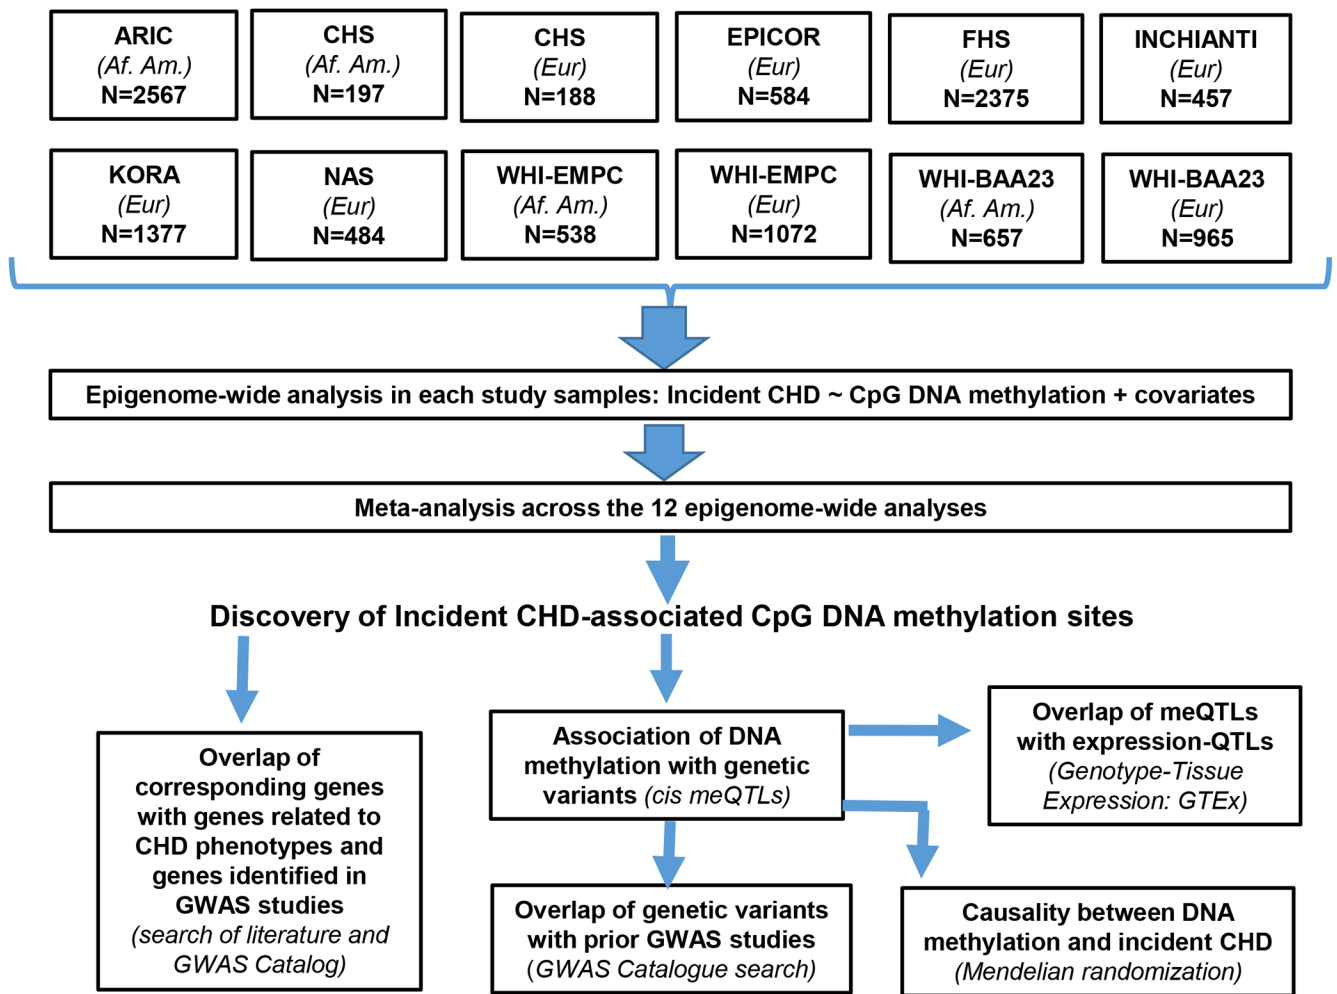 ARIC
(Af. Am.)
N=2567
CHS
(Af. Am.)
N=197
CHS
(Eur)
N=188
EPICOR
(Eur)
N=584
FHS
(Eur)
N=2375
INCHIANTI
(Eur)
N=457
KORA
(Eur)
N=1377
NAS
(Eur)
N=484
WHI-EMPC
(Af. Am.)
N=538
WHI-EMPC
(Eur)
N=1072
WHI-BAA23
(Af. Am.)
N=657
WHI-BAA23
(Eur)
N=965
Epigenome-wide analysis in each study samples: Incident CHD ~ CpG DNA methylation + covariates
Meta-analysis across the 12 epigenome-wide analyses
Discovery of Incident CHD-associated CpG DNA methylation sites
Overlap of
corresponding genes
with genes related to
CHD phenotypes and
genes identified in
GWAS studies
(search of literature and
GWAS Catalog)
Association of DNA
methylation with genetic
variants (cis meQTLs)
Overlap of meQTLs
with expression-QTLs
(Genotype-Tissue
Expression: GTEx)
Overlap of genetic variants
with prior GWAS studies
(GWAS Catalogue search)
Causality between DNA
methylation and incident CHD
(Mendelian randomization)